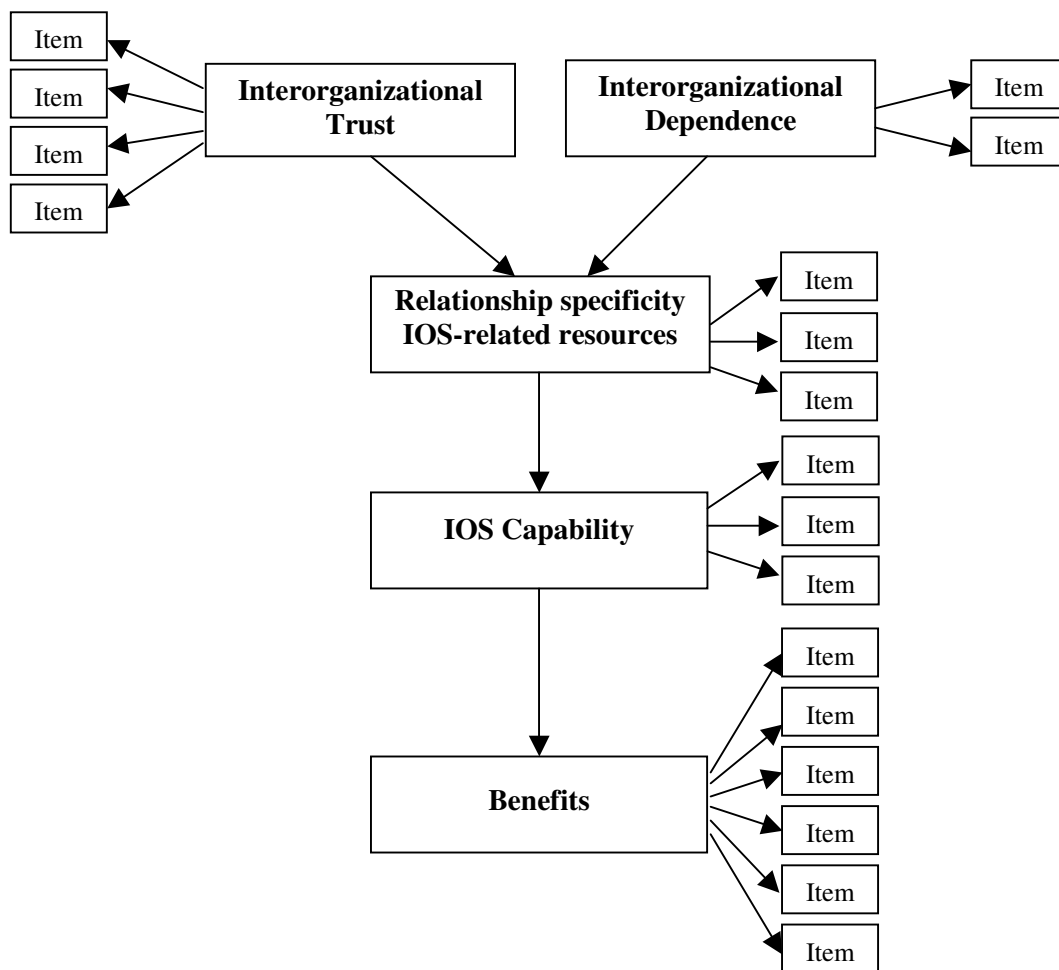 Item
Item
Item
Item
Interorganizational
Trust
Interorganizational
Dependence
Item
Item
Relationship specificity
IOS-related resources
Item
Item
Item
IOS Capability
Item
Item
Item
Benefits
Item
Item
Item
Item
Item
Item